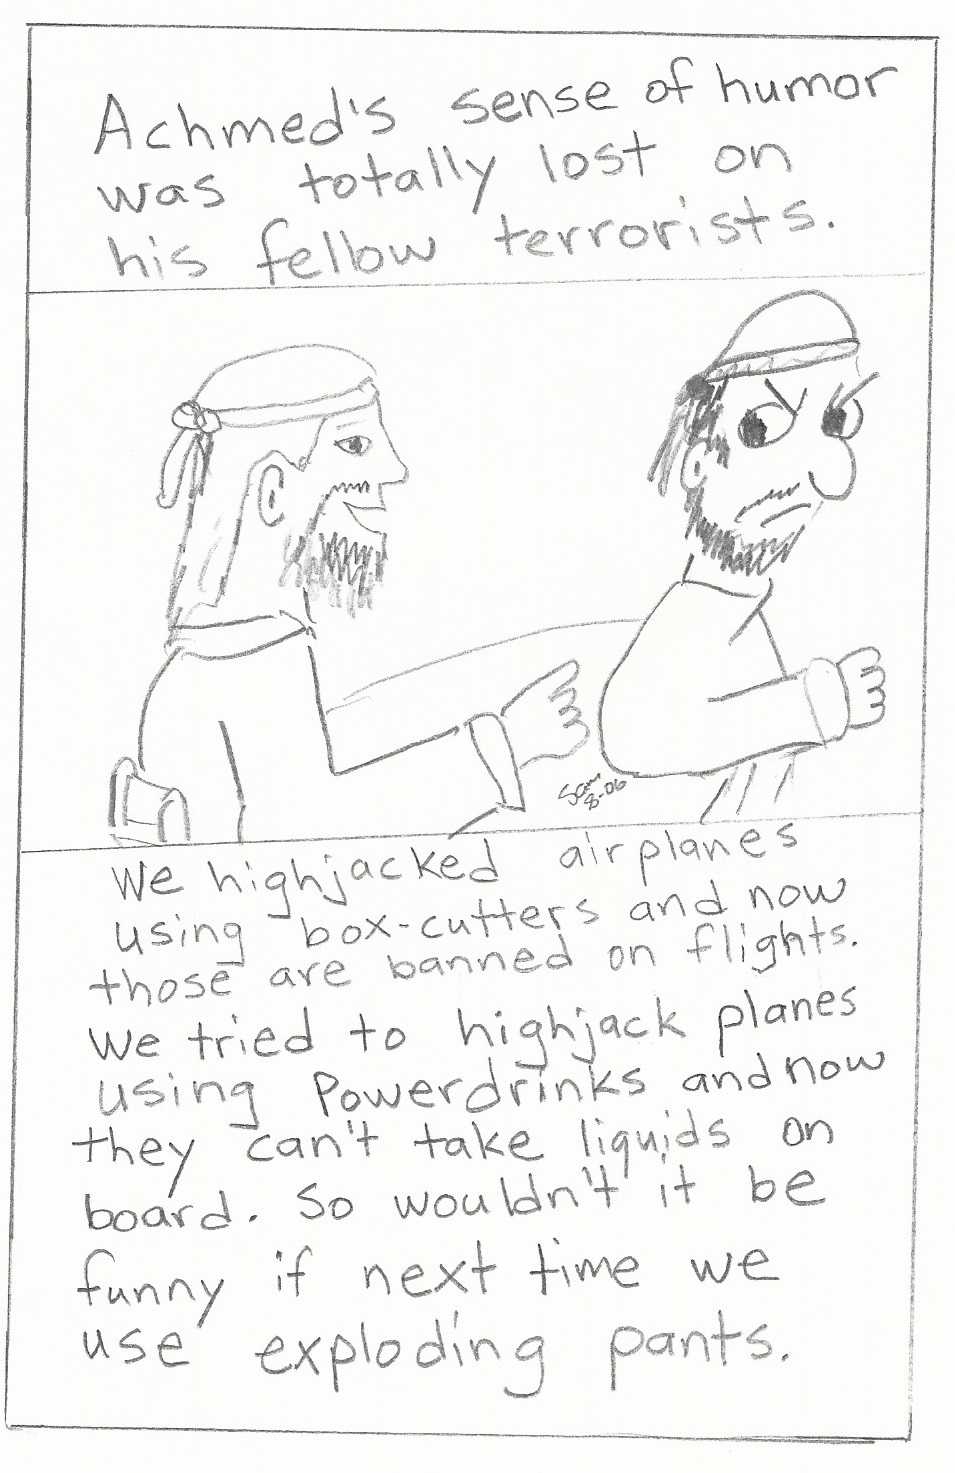 Achmed's sense of humor
was totally lost on
his fellow terrorists.
Sam
8-06
We highjacked airplanes
using box-cutters and now
those are banned on flights.
We tried to highjack planes
using Powerdrinks and now
they can't take liquids on
board. So wouldn't it be
funny if next time we
use exploding pants.